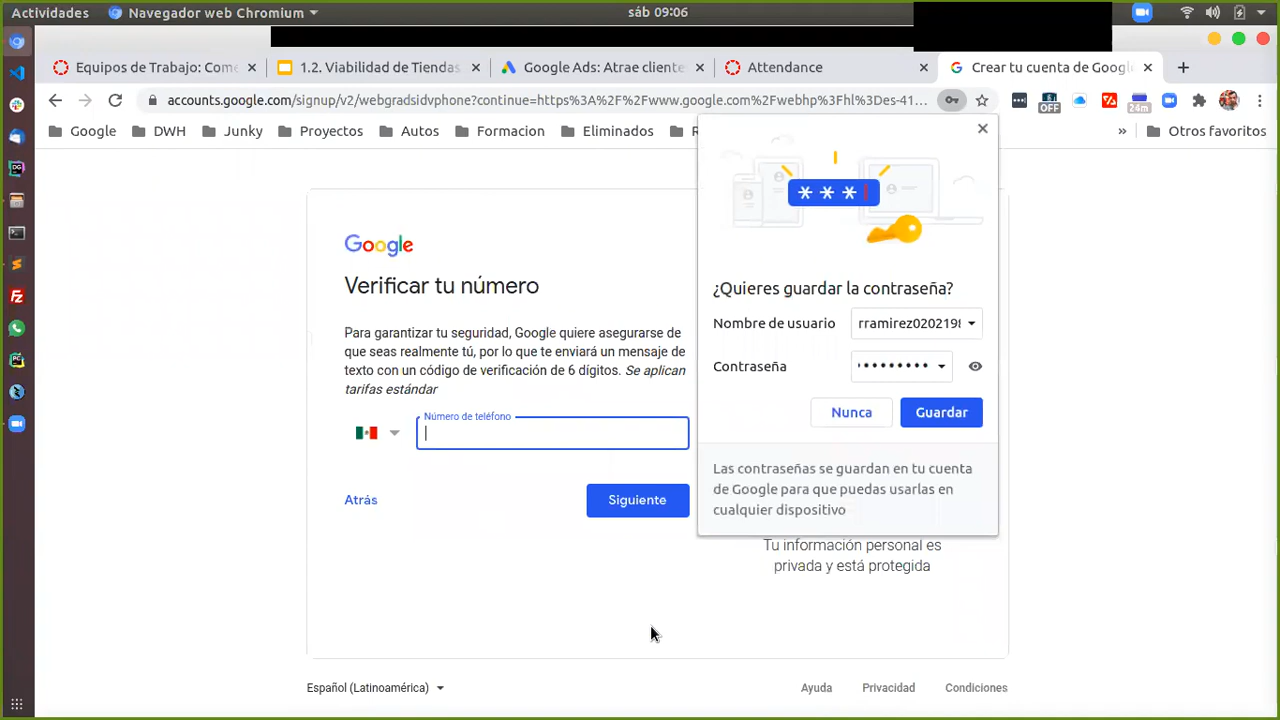 Actividades
Navegador web Chromium
sáb 09:06
Equipos de Trabajo: Come
1.2. Viabilidad de Tiendas
Google Ads: Atrae cliente
Attendance
Crear tu cuenta de Google
accounts.google.com/signup/v2/webgradsidvphone?continue=https%3A%2F%2Fwww.google.com%2Fwebhp%3Fhl%3Des-41...
OFF
24m
Google
DWH
Junky
Proyectos
Autos
Formacion
Eliminados
»
Otros favoritos
Google
Verificar tu número
Para garantizar tu seguridad, Google quiere asegurarse de
que seas realmente tú, por lo que te enviará un mensaje de
texto con un código de verificación de 6 dígitos. Se aplican
tarifas estándar
Número de teléfono
Atrás
Siguiente
* * *
¿Quieres guardar la contraseña?
Nombre de usuario
rramirez0202198
Contraseña
•••••••••
Nunca
Guardar
Las contraseñas se guardan en tu cuenta
de Google para que puedas usarlas en
cualquier dispositivo
Tu información personal es
privada y está protegida
Español (Latinoamérica)
Ayuda
Privacidad
Condiciones